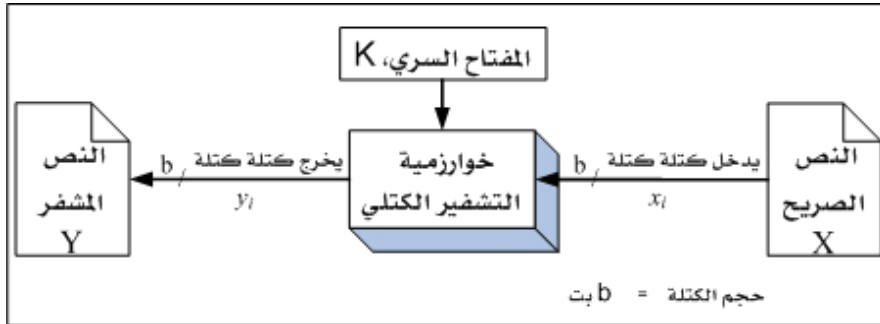 المفتاح السري، K
النص
الصريح
X
يدخل كتلة كتلة / b
xᵢ
خوارزمية
التشفير الكتلي
يخرج كتلة كتلة / b
yᵢ
النص
المشفر
Y
حجم الكتلة = b بت